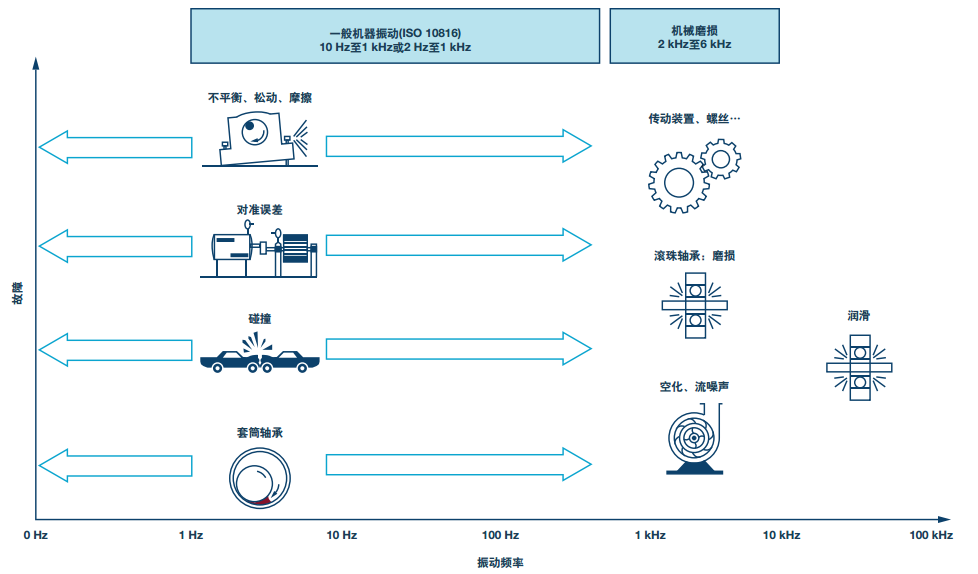 一般机器振动(ISO 10816)
10 Hz至1 kHz或2 Hz至1 kHz
机械磨损
2 kHz至6 kHz
不平衡、松动、摩擦
传动装置、螺丝…
对准误差
滚珠轴承：磨损
故障
碰撞
润滑
空化、流噪声
套筒轴承
0 Hz
1 Hz
10 Hz
100 Hz
1 kHz
10 kHz
100 kHz
振动频率